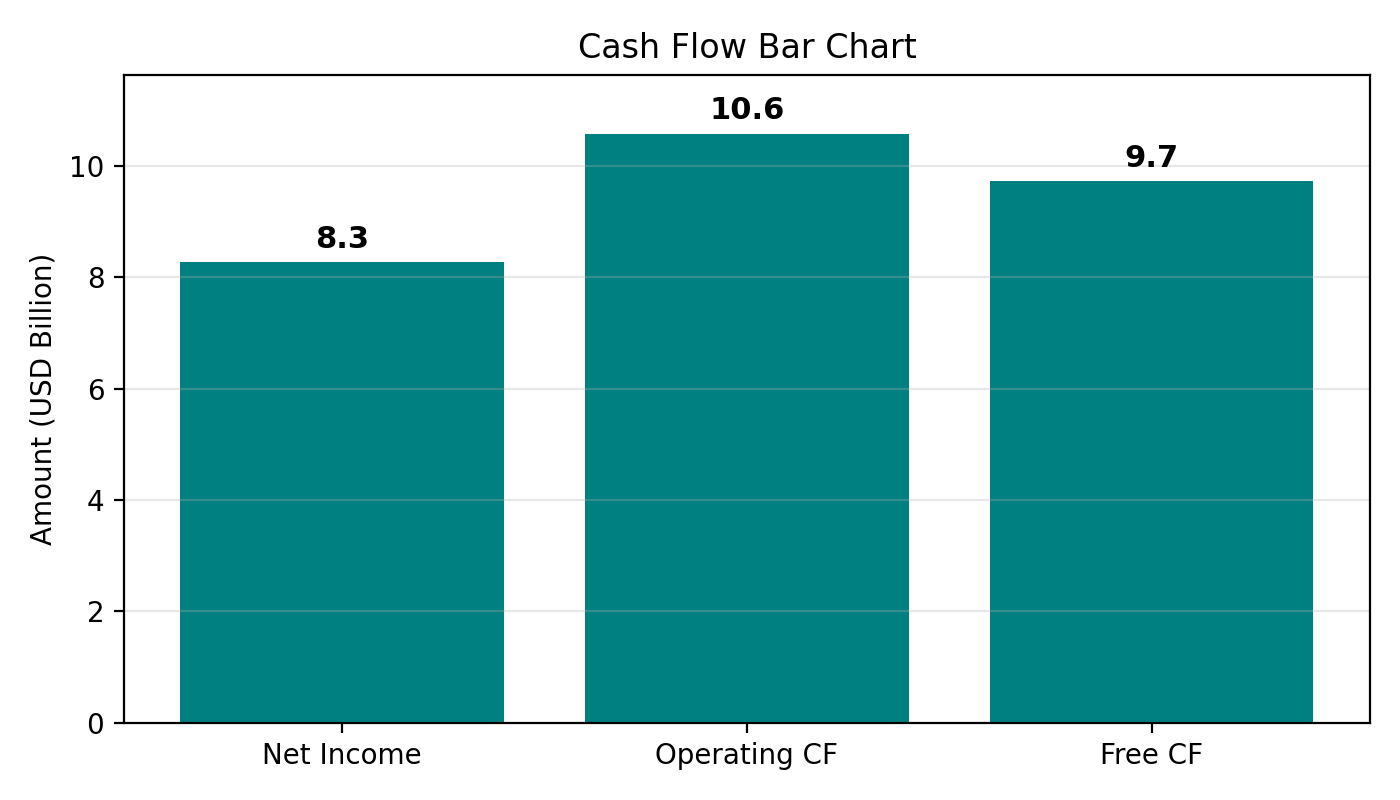 Cash Flow Bar Chart
Amount (USD Billion)
10
8
6
4
2
0
8.3
10.6
9.7
Net Income
Operating CF
Free CF